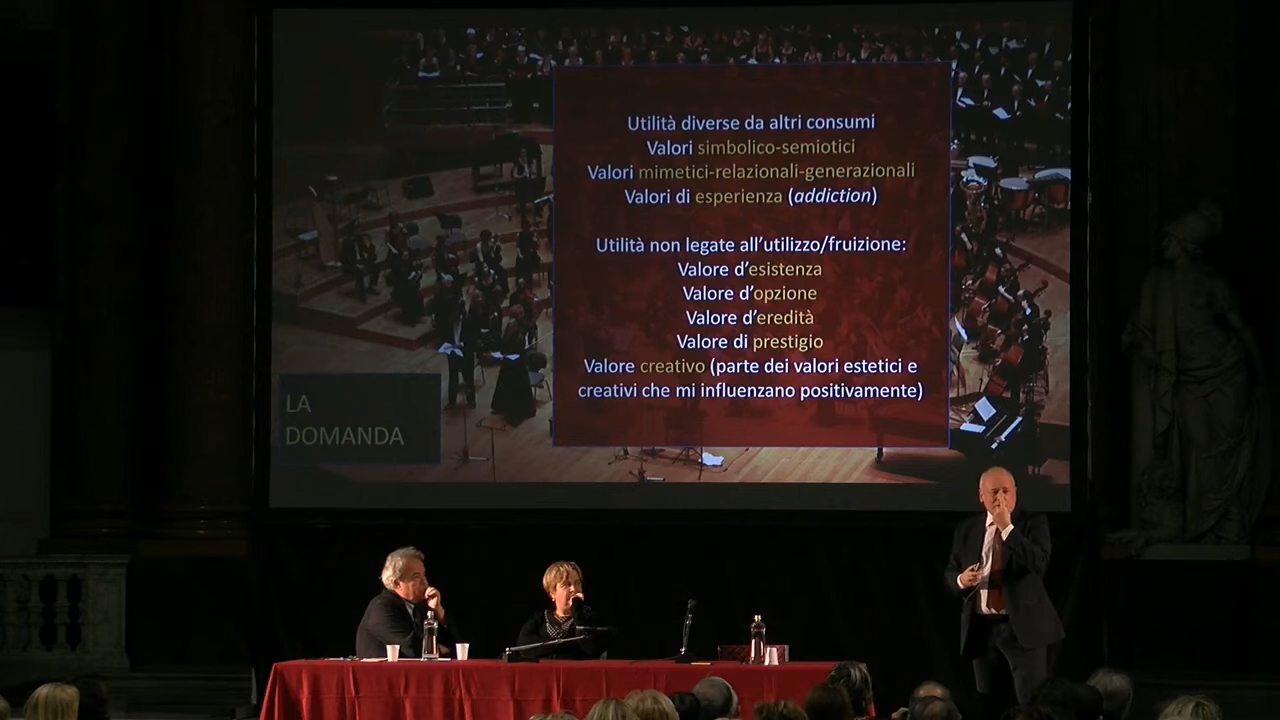 Utilità diverse da altri consumi
Valori simbolico-semiotici
Valori mimetici-relazionali-generazionali
Valori di esperienza (addiction)
Utilità non legate all'utilizzo/fruizione:
Valore d'esistenza
Valore d'opzione
Valore d'eredità
Valore di prestigio
Valore creativo (parte dei valori estetici e
creativi che mi influenzano positivamente)
LA
DOMANDA